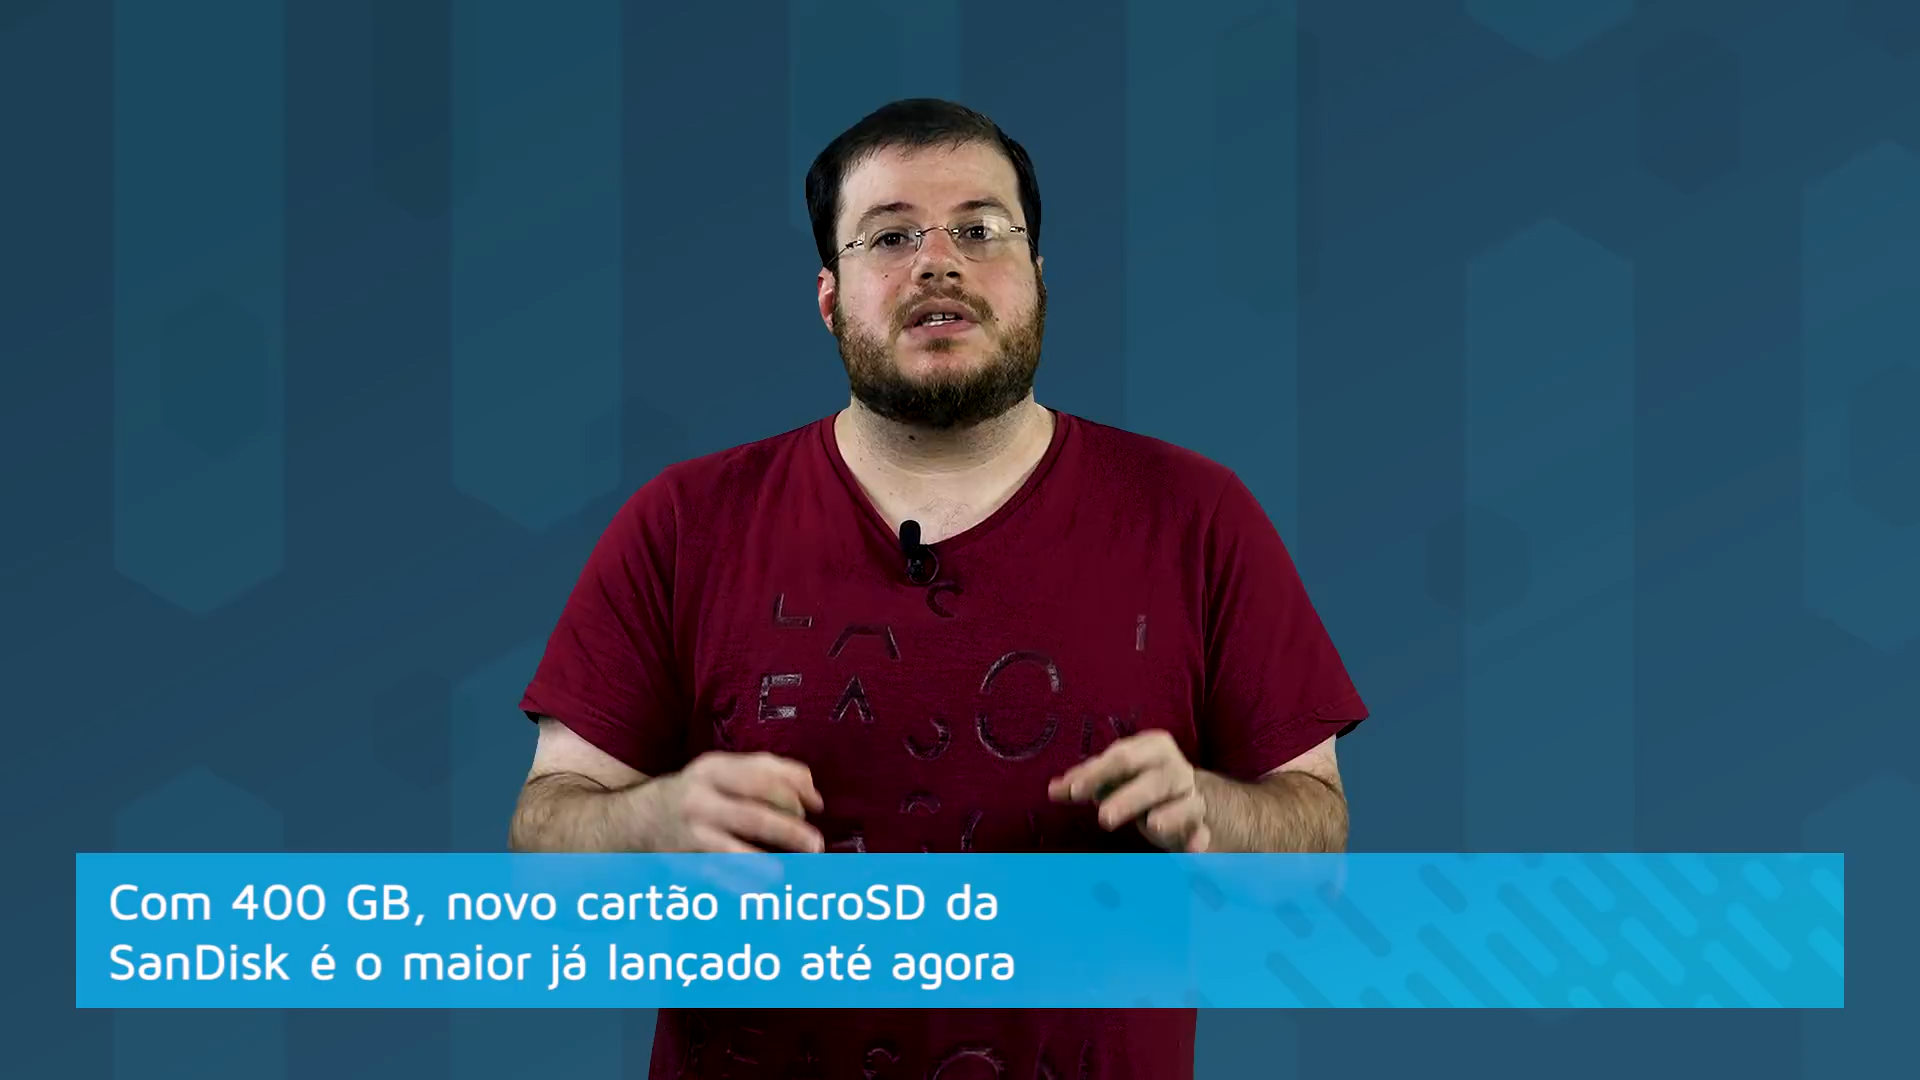 Com 400 GB, novo cartão microSD da
SanDisk é o maior já lançado até agora